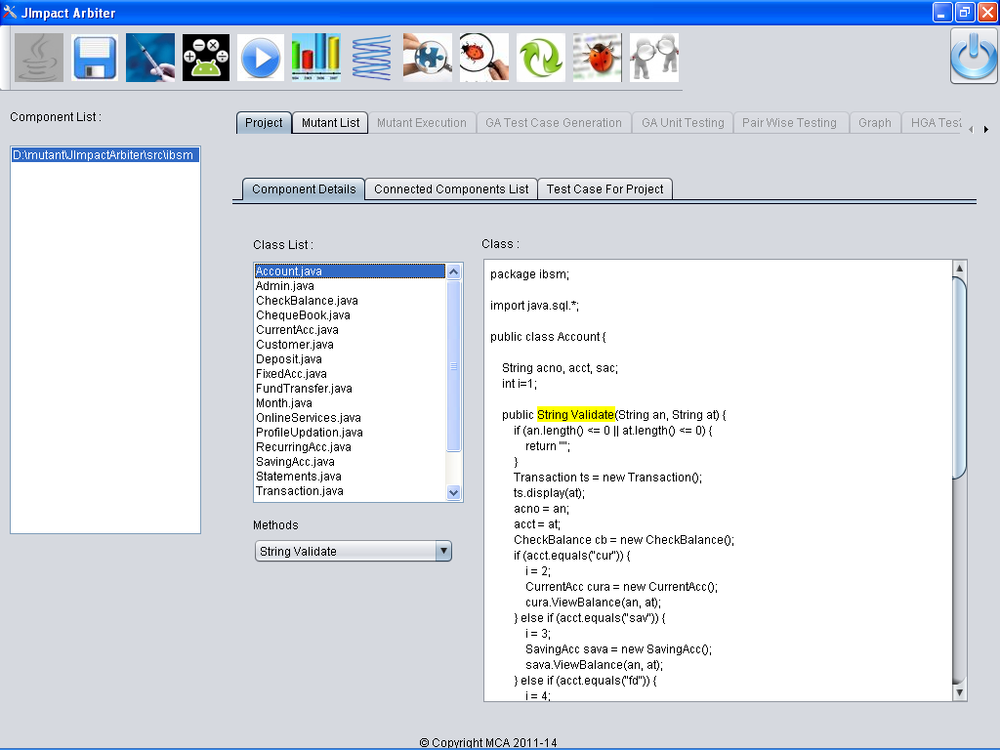 JImpact Arbiter
Component List :
D:\mutant\JImpactArbiter\src\ibsm
Project
Mutant List
Mutant Execution
GA Test Case Generation
GA Unit Testing
Pair Wise Testing
Graph
HGA Test
Component Details
Connected Components List
Test Case For Project
Class List :
Account.java
Admin.java
CheckBalance.java
ChequeBook.java
CurrentAcc.java
Customer.java
Deposit.java
FixedAcc.java
FundTransfer.java
Month.java
OnlineServices.java
ProfileUpdation.java
RecurringAcc.java
SavingAcc.java
Statements.java
Transaction.java
Methods
String Validate
Class :
package ibsm;
import java.sql.*;
public class Account {
String acno, acct, sac;
int i=1;
public String Validate(String an, String at) {
if (an.length() <= 0 || at.length() <= 0) {
return "";
}
Transaction ts = new Transaction();
ts.display(at);
acno = an;
acct = at;
CheckBalance cb = new CheckBalance();
if (acct.equals("cur")) {
i = 2;
CurrentAcc cura = new CurrentAcc();
cura.ViewBalance(an, at);
} else if (acct.equals("sav")) {
i = 3;
SavingAcc sava = new SavingAcc();
sava.ViewBalance(an, at);
} else if (acct.equals("fd")) {
i = 4;
© Copyright MCA 2011-14